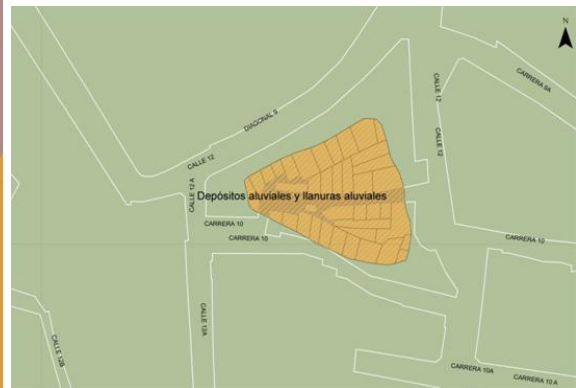 N
CARRERA 9A
CALLE 12
CALLE 12
DIAGONAL 9
CALLE 12
CALLE 12 A
Depósitos aluviales y llanuras aluviales
CARRERA 10
CARRERA 10
CARRERA 10
CALLE 12A
CALLE 12B
CARRERA 10A
CARRERA 10 A